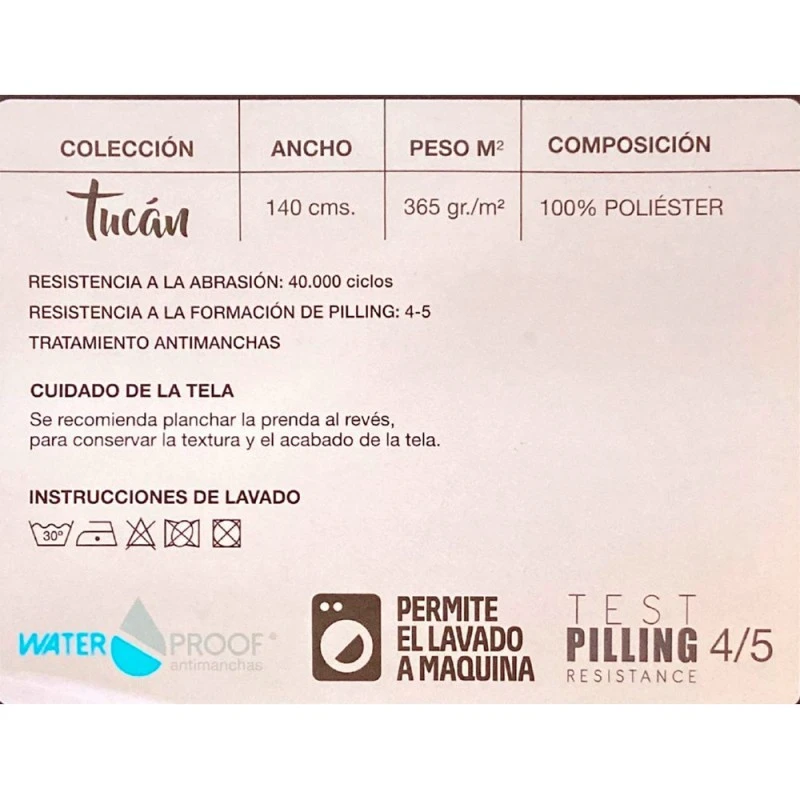 COLECCIÓN ANCHO PESO M² COMPOSICIÓN
Tucán 140 cms. 365 gr./m² 100% POLIÉSTER
RESISTENCIA A LA ABRASIÓN: 40.000 ciclos
RESISTENCIA A LA FORMACIÓN DE PILLING: 4-5
TRATAMIENTO ANTIMANCHAS
CUIDADO DE LA TELA
Se recomienda planchar la prenda al revés,
para conservar la textura y el acabado de la tela.
INSTRUCCIONES DE LAVADO
30º
WATER PROOF®
antimanchas
PERMITE
EL LAVADO
A MAQUINA
TEST
PILLING 4/5
RESISTANCE